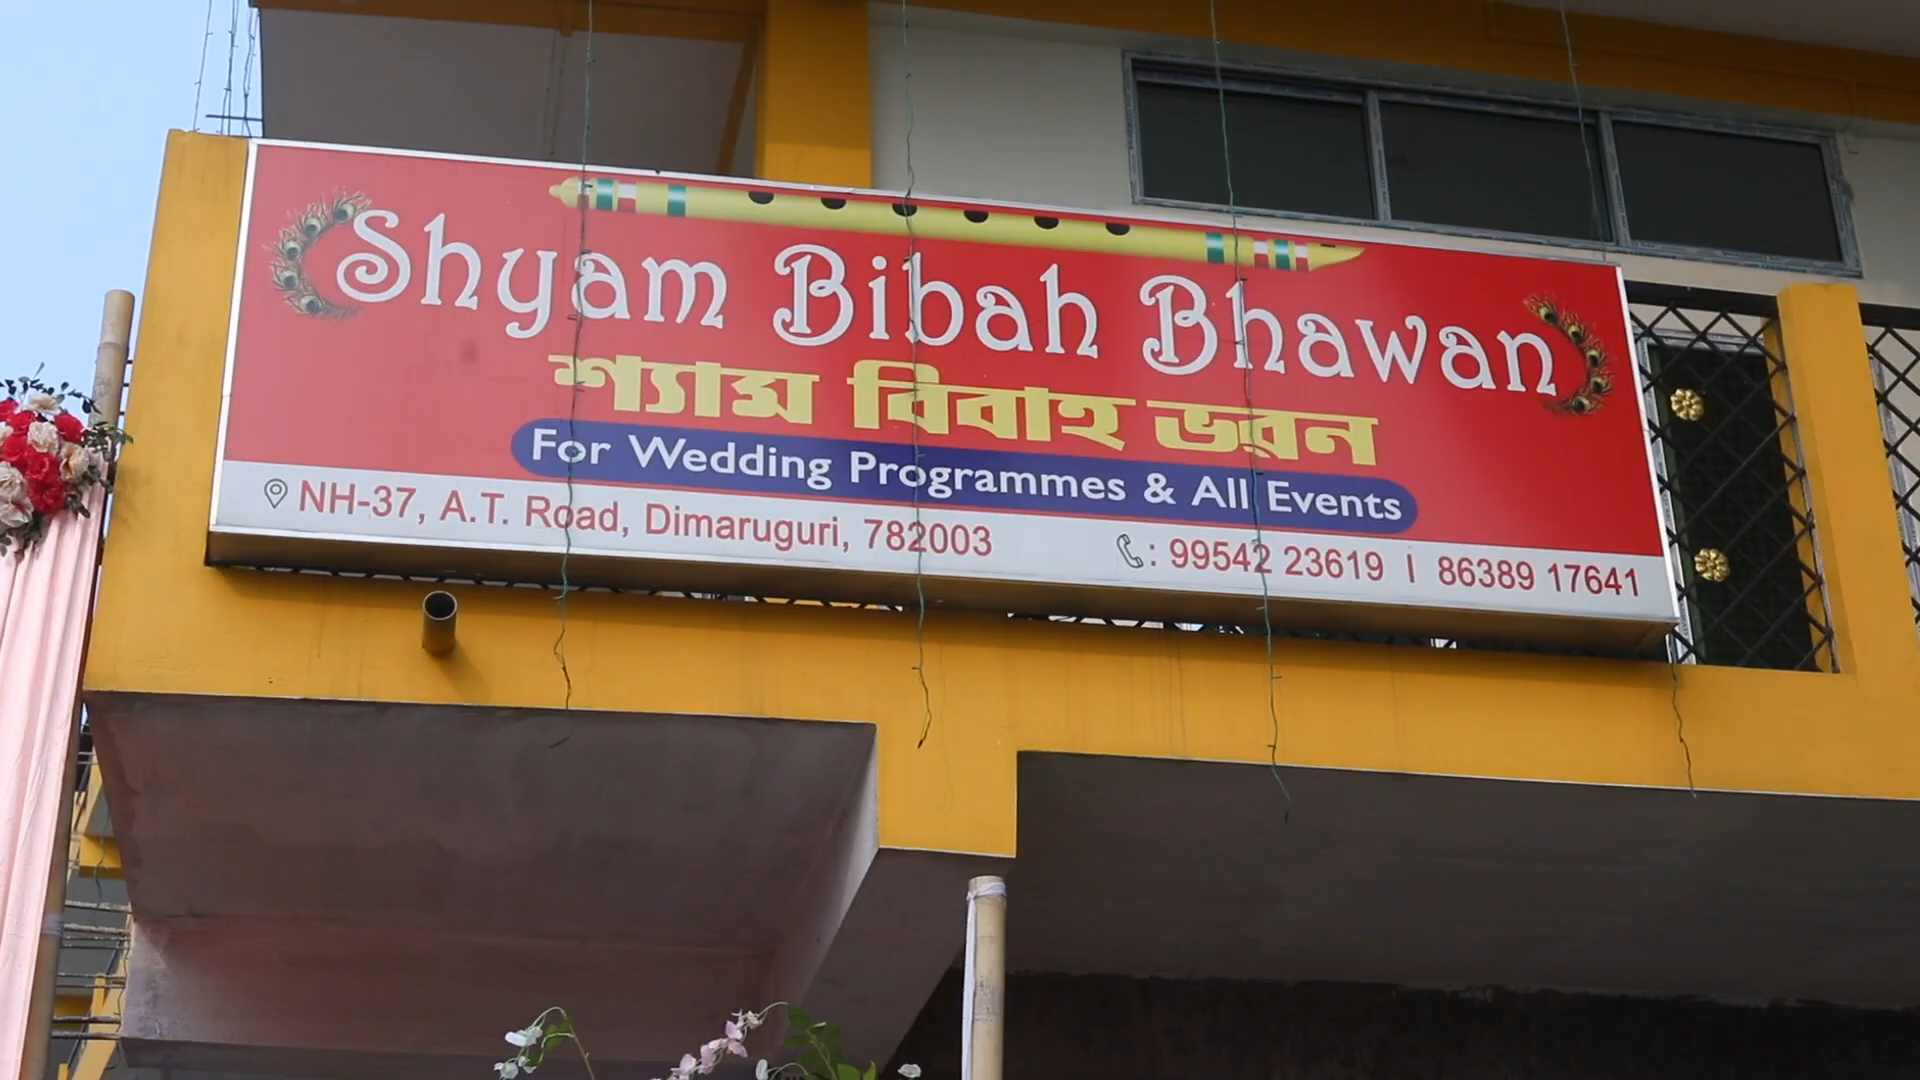 Shyam Bibah Bhawan
শ্যাম বিবাহ ভৱন
For Wedding Programmes & All Events
NH-37, A.T. Road, Dimaruguri, 782003
: 99542 23619 | 86389 17641